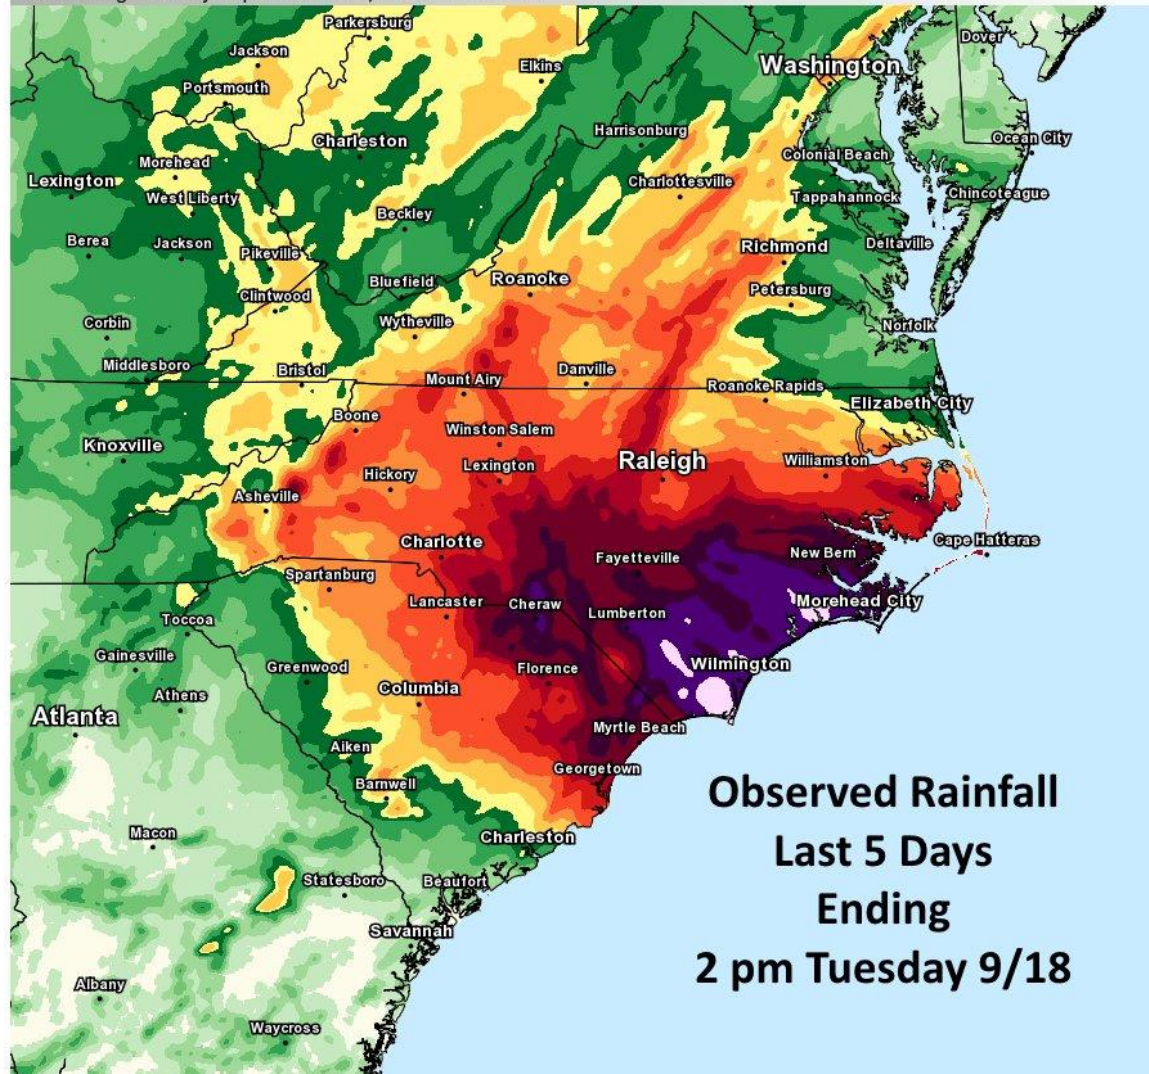 Parkersburg
Dover
Jackson
Washington
Elkins
Portsmouth
Harrisonburg
Ocean City
Charleston
Colonial Beach
Morehead
Lexington
Charlottesville
Chincoteague
West Liberty
Tappahannock
Beckley
Berea
Jackson
Deltaville
Richmond
Pikeville
Roanoke
Bluefield
Petersburg
Clintwood
Corbin
Wytheville
Norfolk
Middlesboro
Bristol
Danville
Mount Airy
Roanoke Rapids
Elizabeth City
Boone
Winston Salem
Knoxville
Raleigh
Williamston
Lexington
Hickory
Asheville
Charlotte
Cape Hatteras
New Bern
Fayetteville
Spartanburg
Lancaster
Cheraw
Morehead City
Lumberton
Toccoa
Gainesville
Greenwood
Florence
Wilmington
Columbia
Athens
Atlanta
Myrtle Beach
Aiken
Georgetown
Barnwell
Observed Rainfall
Last 5 Days
Ending
2 pm Tuesday 9/18
Macon
Charleston
Statesboro
Beaufort
Savannah
Albany
Waycross